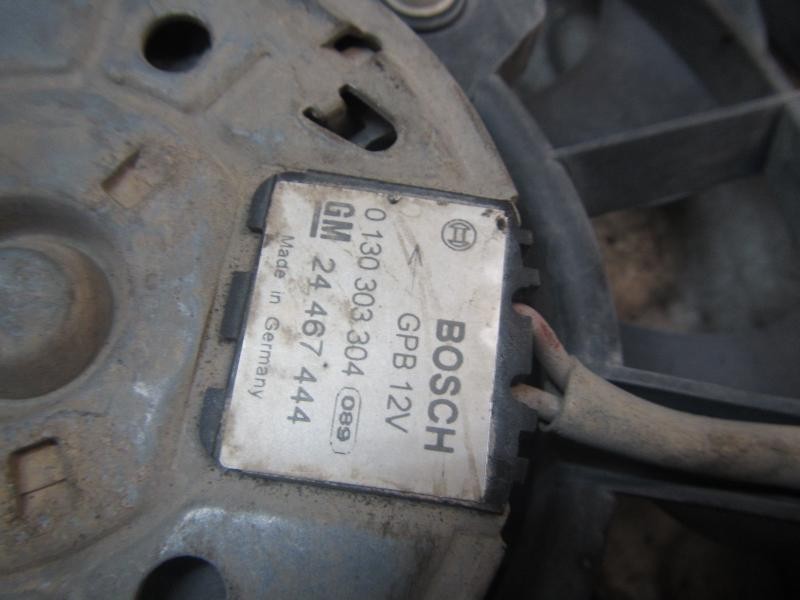 BOSCH
< GPB 12V
0 130 303 304 089
GM 24 467 444
Made in Germany